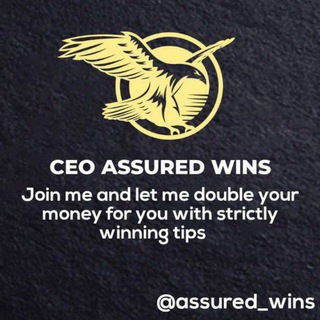 CEO ASSURED WINS
Join me and let me double your
money for you with strictly
winning tips
@assured_wins